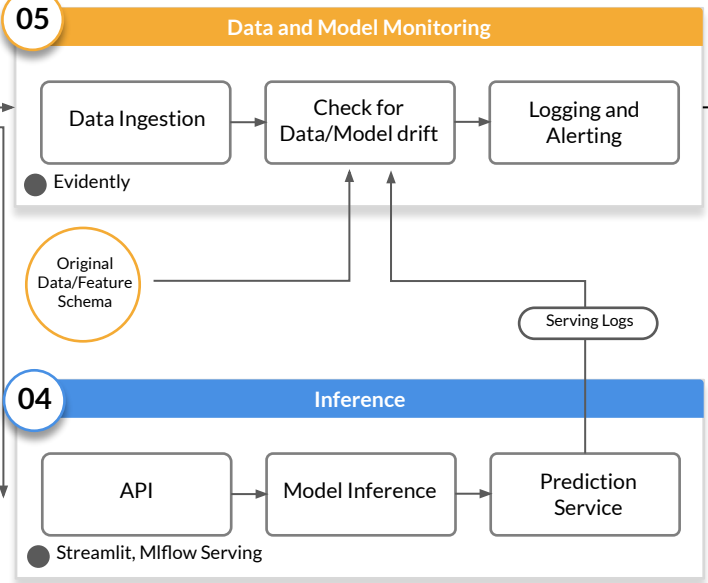 05
Data and Model Monitoring
Data Ingestion
Check for
Data/Model drift
Logging and
Alerting
Evidently
Original
Data/Feature
Schema
Serving Logs
04
Inference
API
Model Inference
Prediction
Service
Streamlit, Mlflow Serving